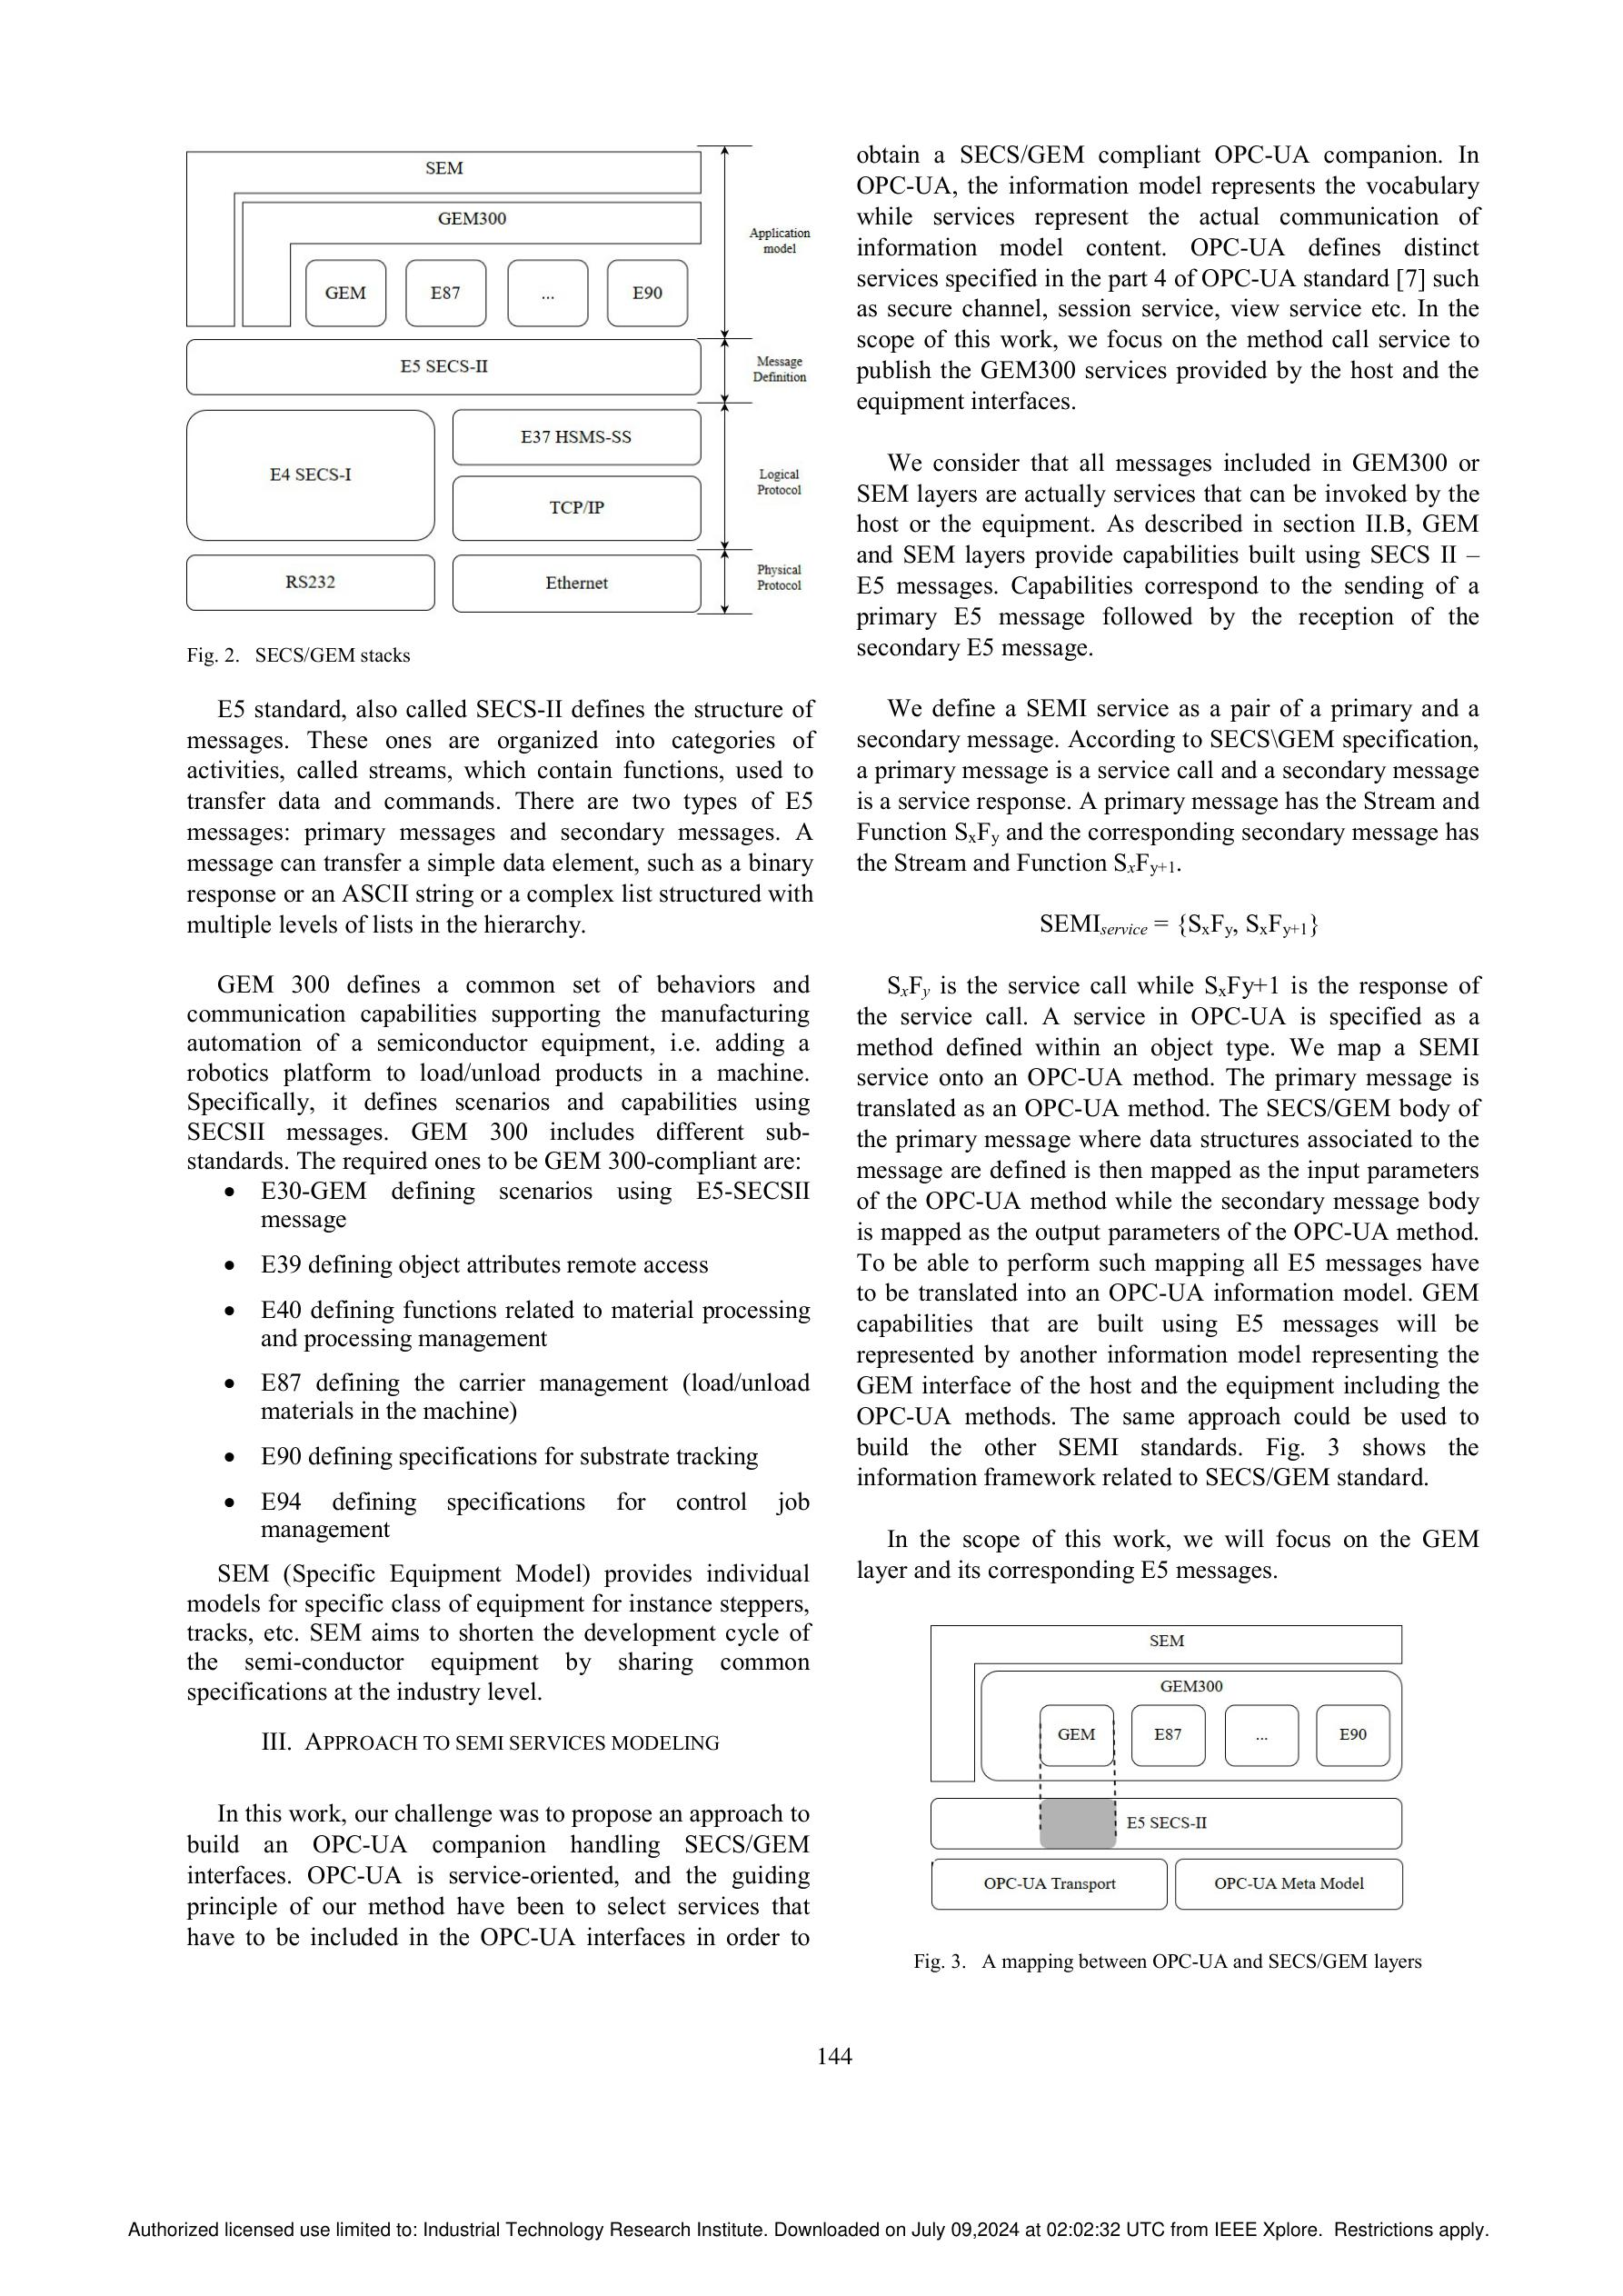 SEM
GEM300
GEM
E87
...
E90
Application
model
E5 SECS-II
Message
Definition
E4 SECS-I
E37 HSMS-SS
TCP/IP
Logical
Protocol
RS232
Ethernet
Physical
Protocol
Fig. 2. SECS/GEM stacks
E5 standard, also called SECS-II defines the structure of
messages. These ones are organized into categories of
activities, called streams, which contain functions, used to
transfer data and commands. There are two types of E5
messages: primary messages and secondary messages. A
message can transfer a simple data element, such as a binary
response or an ASCII string or a complex list structured with
multiple levels of lists in the hierarchy.
GEM 300 defines a common set of behaviors and
communication capabilities supporting the manufacturing
automation of a semiconductor equipment, i.e. adding a
robotics platform to load/unload products in a machine.
Specifically, it defines scenarios and capabilities using
SECSII messages. GEM 300 includes different sub-
standards. The required ones to be GEM 300-compliant are:
• E30-GEM defining scenarios using E5-SECSII
message
• E39 defining object attributes remote access
• E40 defining functions related to material processing
and processing management
• E87 defining the carrier management (load/unload
materials in the machine)
• E90 defining specifications for substrate tracking
• E94 defining specifications for control job
management
SEM (Specific Equipment Model) provides individual
models for specific class of equipment for instance steppers,
tracks, etc. SEM aims to shorten the development cycle of
the semi-conductor equipment by sharing common
specifications at the industry level.
III. APPROACH TO SEMI SERVICES MODELING
In this work, our challenge was to propose an approach to
build an OPC-UA companion handling SECS/GEM
interfaces. OPC-UA is service-oriented, and the guiding
principle of our method have been to select services that
have to be included in the OPC-UA interfaces in order to
obtain a SECS/GEM compliant OPC-UA companion. In
OPC-UA, the information model represents the vocabulary
while services represent the actual communication of
information model content. OPC-UA defines distinct
services specified in the part 4 of OPC-UA standard [7] such
as secure channel, session service, view service etc. In the
scope of this work, we focus on the method call service to
publish the GEM300 services provided by the host and the
equipment interfaces.
We consider that all messages included in GEM300 or
SEM layers are actually services that can be invoked by the
host or the equipment. As described in section II.B, GEM
and SEM layers provide capabilities built using SECS II –
E5 messages. Capabilities correspond to the sending of a
primary E5 message followed by the reception of the
secondary E5 message.
We define a SEMI service as a pair of a primary and a
secondary message. According to SECS\GEM specification,
a primary message is a service call and a secondary message
is a service response. A primary message has the Stream and
Function SxFy and the corresponding secondary message has
the Stream and Function SxFy+1.
SEMIservice = {SxFy, SxFy+1}
SxFy is the service call while SxFy+1 is the response of
the service call. A service in OPC-UA is specified as a
method defined within an object type. We map a SEMI
service onto an OPC-UA method. The primary message is
translated as an OPC-UA method. The SECS/GEM body of
the primary message where data structures associated to the
message are defined is then mapped as the input parameters
of the OPC-UA method while the secondary message body
is mapped as the output parameters of the OPC-UA method.
To be able to perform such mapping all E5 messages have
to be translated into an OPC-UA information model. GEM
capabilities that are built using E5 messages will be
represented by another information model representing the
GEM interface of the host and the equipment including the
OPC-UA methods. The same approach could be used to
build the other SEMI standards. Fig. 3 shows the
information framework related to SECS/GEM standard.
In the scope of this work, we will focus on the GEM
layer and its corresponding E5 messages.
SEM
GEM300
GEM
E87
...
E90
E5 SECS-II
OPC-UA Transport
OPC-UA Meta Model
Fig. 3. A mapping between OPC-UA and SECS/GEM layers
144
Authorized licensed use limited to: Industrial Technology Research Institute. Downloaded on July 09,2024 at 02:02:32 UTC from IEEE Xplore. Restrictions apply.